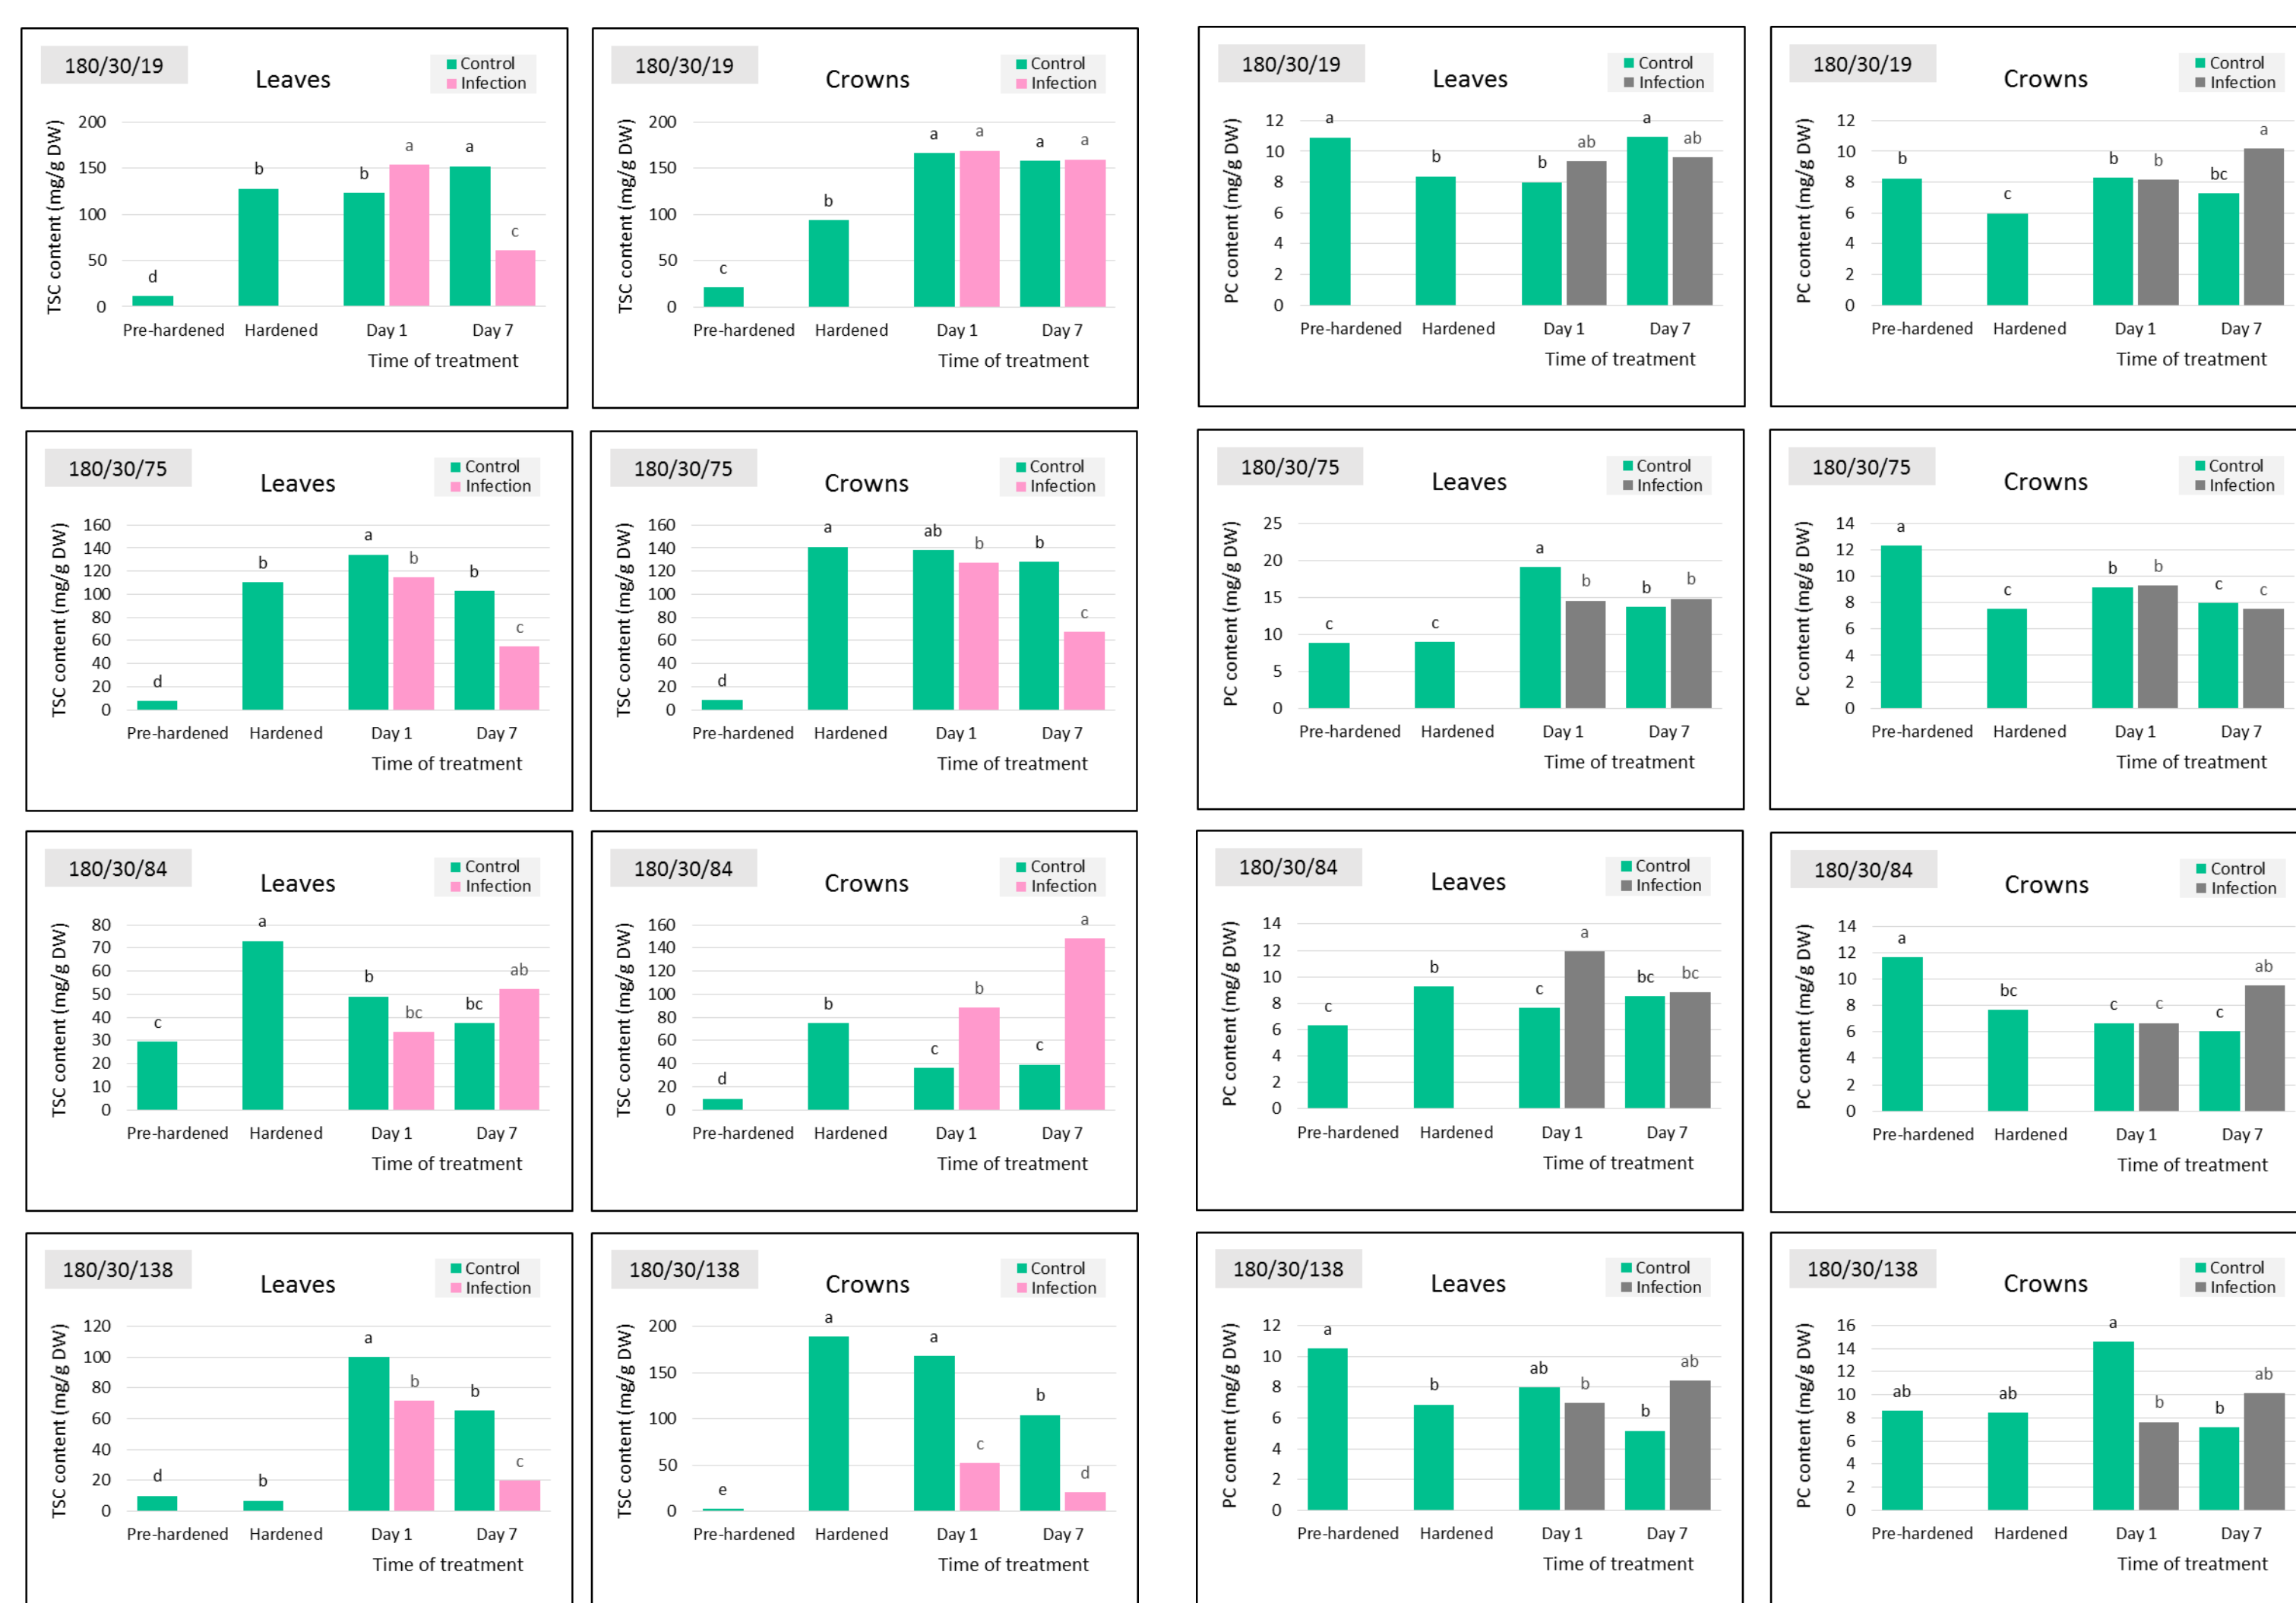 180/30/19
Leaves
Control
Infection
TSC content (mg/g DW)
200
150
100
50
0
d
b
b
a
a
c
Pre-hardened Hardened Day 1 Day 7
Time of treatment
180/30/19
Crowns
Control
Infection
TSC content (mg/g DW)
200
150
100
50
0
c
b
a
a
a
a
Pre-hardened Hardened Day 1 Day 7
Time of treatment
180/30/19
Leaves
Control
Infection
PC content (mg/g DW)
12
10
8
6
4
2
0
a
b
b
ab
a
ab
Pre-hardened Hardened Day 1 Day 7
Time of treatment
180/30/19
Crowns
Control
Infection
PC content (mg/g DW)
12
10
8
6
4
2
0
b
c
b
b
bc
a
Pre-hardened Hardened Day 1 Day 7
Time of treatment
180/30/75
Leaves
Control
Infection
TSC content (mg/g DW)
160
140
120
100
80
60
40
20
0
d
b
a
b
b
c
Pre-hardened Hardened Day 1 Day 7
Time of treatment
180/30/75
Crowns
Control
Infection
TSC content (mg/g DW)
160
140
120
100
80
60
40
20
0
d
a
ab
b
b
c
Pre-hardened Hardened Day 1 Day 7
Time of treatment
180/30/75
Leaves
Control
Infection
PC content (mg/g DW)
25
20
15
10
5
0
c
c
a
b
b
b
Pre-hardened Hardened Day 1 Day 7
Time of treatment
180/30/75
Crowns
Control
Infection
PC content (mg/g DW)
14
12
10
8
6
4
2
0
a
c
b
b
c
c
Pre-hardened Hardened Day 1 Day 7
Time of treatment
180/30/84
Leaves
Control
Infection
TSC content (mg/g DW)
80
70
60
50
40
30
20
10
0
c
a
b
bc
bc
ab
Pre-hardened Hardened Day 1 Day 7
Time of treatment
180/30/84
Crowns
Control
Infection
TSC content (mg/g DW)
160
140
120
100
80
60
40
20
0
d
b
c
b
c
a
Pre-hardened Hardened Day 1 Day 7
Time of treatment
180/30/84
Leaves
Control
Infection
PC content (mg/g DW)
14
12
10
8
6
4
2
0
c
b
c
a
bc
bc
Pre-hardened Hardened Day 1 Day 7
Time of treatment
180/30/84
Crowns
Control
Infection
PC content (mg/g DW)
14
12
10
8
6
4
2
0
a
bc
c
c
c
ab
Pre-hardened Hardened Day 1 Day 7
Time of treatment
180/30/138
Leaves
Control
Infection
TSC content (mg/g DW)
120
100
80
60
40
20
0
d
b
a
b
b
c
Pre-hardened Hardened Day 1 Day 7
Time of treatment
180/30/138
Crowns
Control
Infection
TSC content (mg/g DW)
200
150
100
50
0
e
a
a
c
b
d
Pre-hardened Hardened Day 1 Day 7
Time of treatment
180/30/138
Leaves
Control
Infection
PC content (mg/g DW)
12
10
8
6
4
2
0
a
b
ab
b
b
ab
Pre-hardened Hardened Day 1 Day 7
Time of treatment
180/30/138
Crowns
Control
Infection
PC content (mg/g DW)
16
14
12
10
8
6
4
2
0
ab
ab
a
b
b
ab
Pre-hardened Hardened Day 1 Day 7
Time of treatment